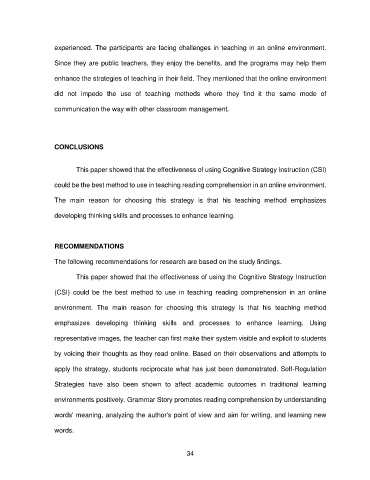 experienced. The participants are facing challenges in teaching in an online environment.
Since they are public teachers, they enjoy the benefits, and the programs may help them
enhance the strategies of teaching in their field. They mentioned that the online environment
did not impede the use of teaching methods where they find it the same mode of
communication the way with other classroom management.
CONCLUSIONS
This paper showed that the effectiveness of using Cognitive Strategy Instruction (CSI)
could be the best method to use in teaching reading comprehension in an online environment.
The main reason for choosing this strategy is that his teaching method emphasizes
developing thinking skills and processes to enhance learning.
RECOMMENDATIONS
The following recommendations for research are based on the study findings.
This paper showed that the effectiveness of using the Cognitive Strategy Instruction
(CSI) could be the best method to use in teaching reading comprehension in an online
environment. The main reason for choosing this strategy is that his teaching method
emphasizes developing thinking skills and processes to enhance learning. Using
representative images, the teacher can first make their system visible and explicit to students
by voicing their thoughts as they read online. Based on their observations and attempts to
apply the strategy, students reciprocate what has just been demonstrated. Self-Regulation
Strategies have also been shown to affect academic outcomes in traditional learning
environments positively. Grammar Story promotes reading comprehension by understanding
words' meaning, analyzing the author's point of view and aim for writing, and learning new
words.
34